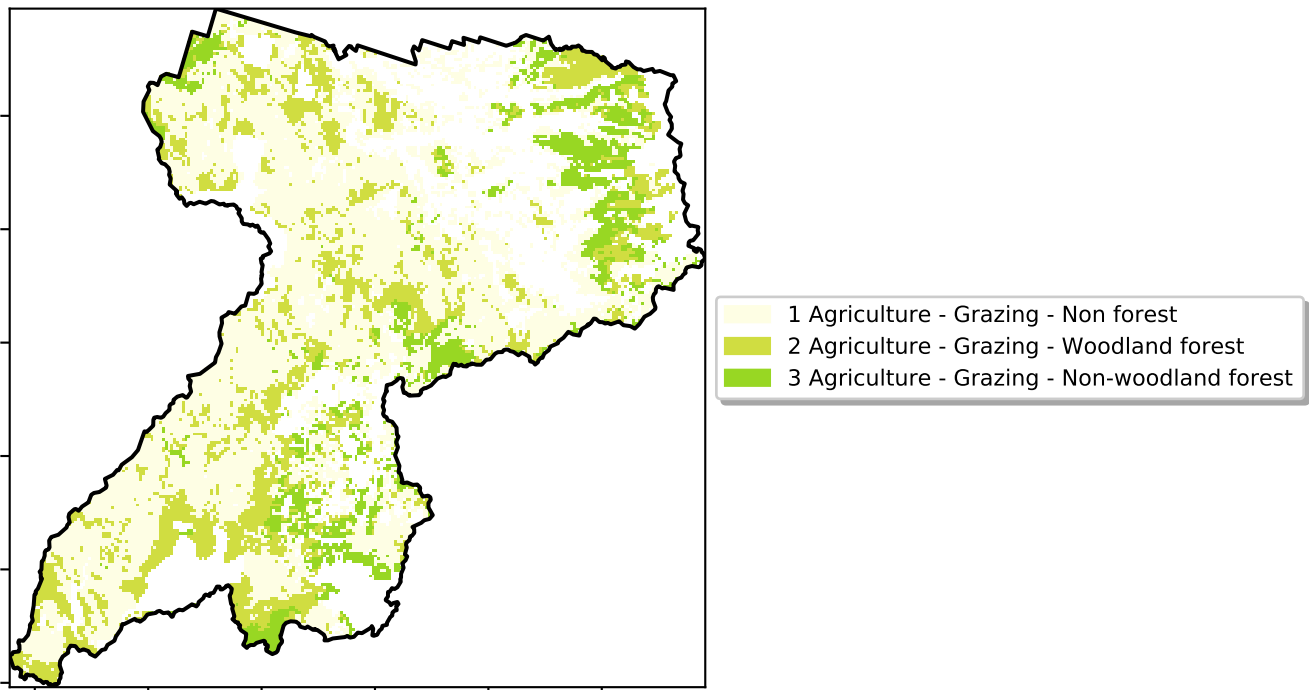 1 Agriculture - Grazing - Non forest
2 Agriculture - Grazing - Woodland forest
3 Agriculture - Grazing - Non-woodland forest